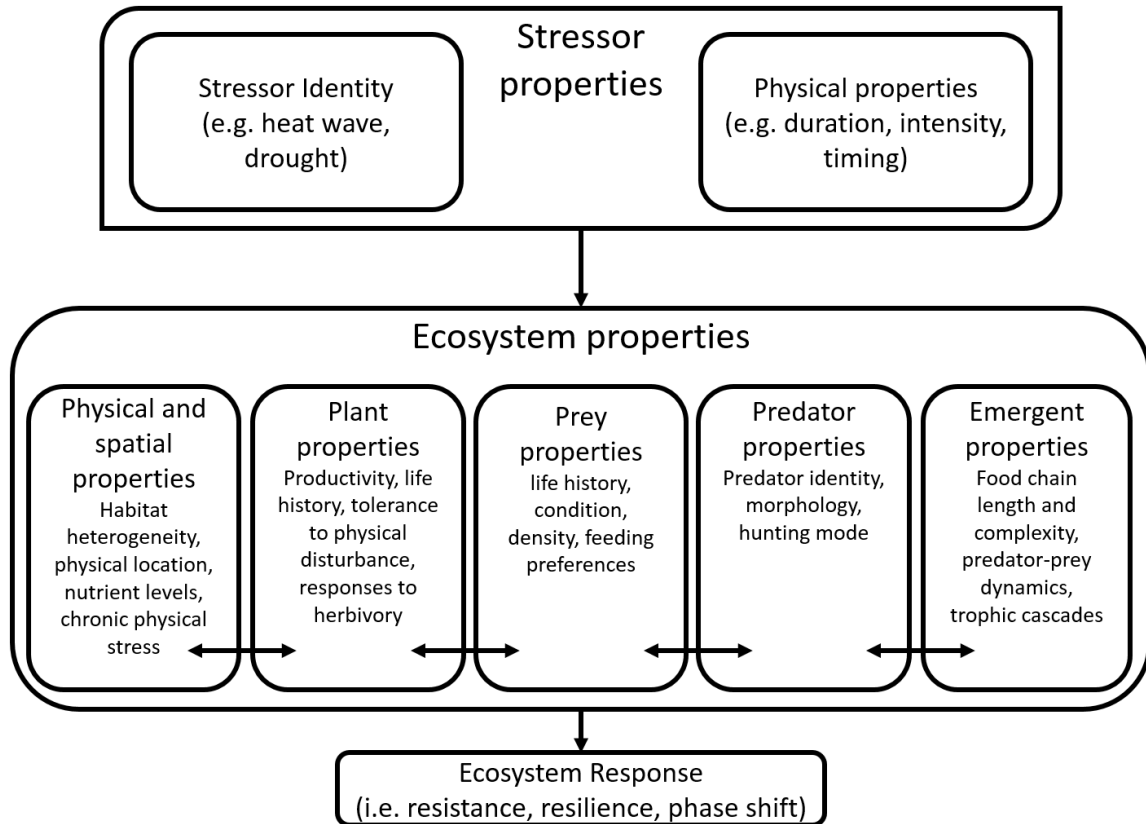 Stressor
properties
Stressor Identity
(e.g. heat wave,
drought)
Physical properties
(e.g. duration, intensity,
timing)
Ecosystem properties
Physical and
spatial
properties
Habitat
heterogeneity,
physical location,
nutrient levels,
chronic physical
stress
Plant
properties
Productivity, life
history, tolerance
to physical
disturbance,
responses to
herbivory
Prey
properties
life history,
condition,
density, feeding
preferences
Predator
properties
Predator identity,
morphology,
hunting mode
Emergent
properties
Food chain
length and
complexity,
predator-prey
dynamics,
trophic cascades
Ecosystem Response
(i.e. resistance, resilience, phase shift)